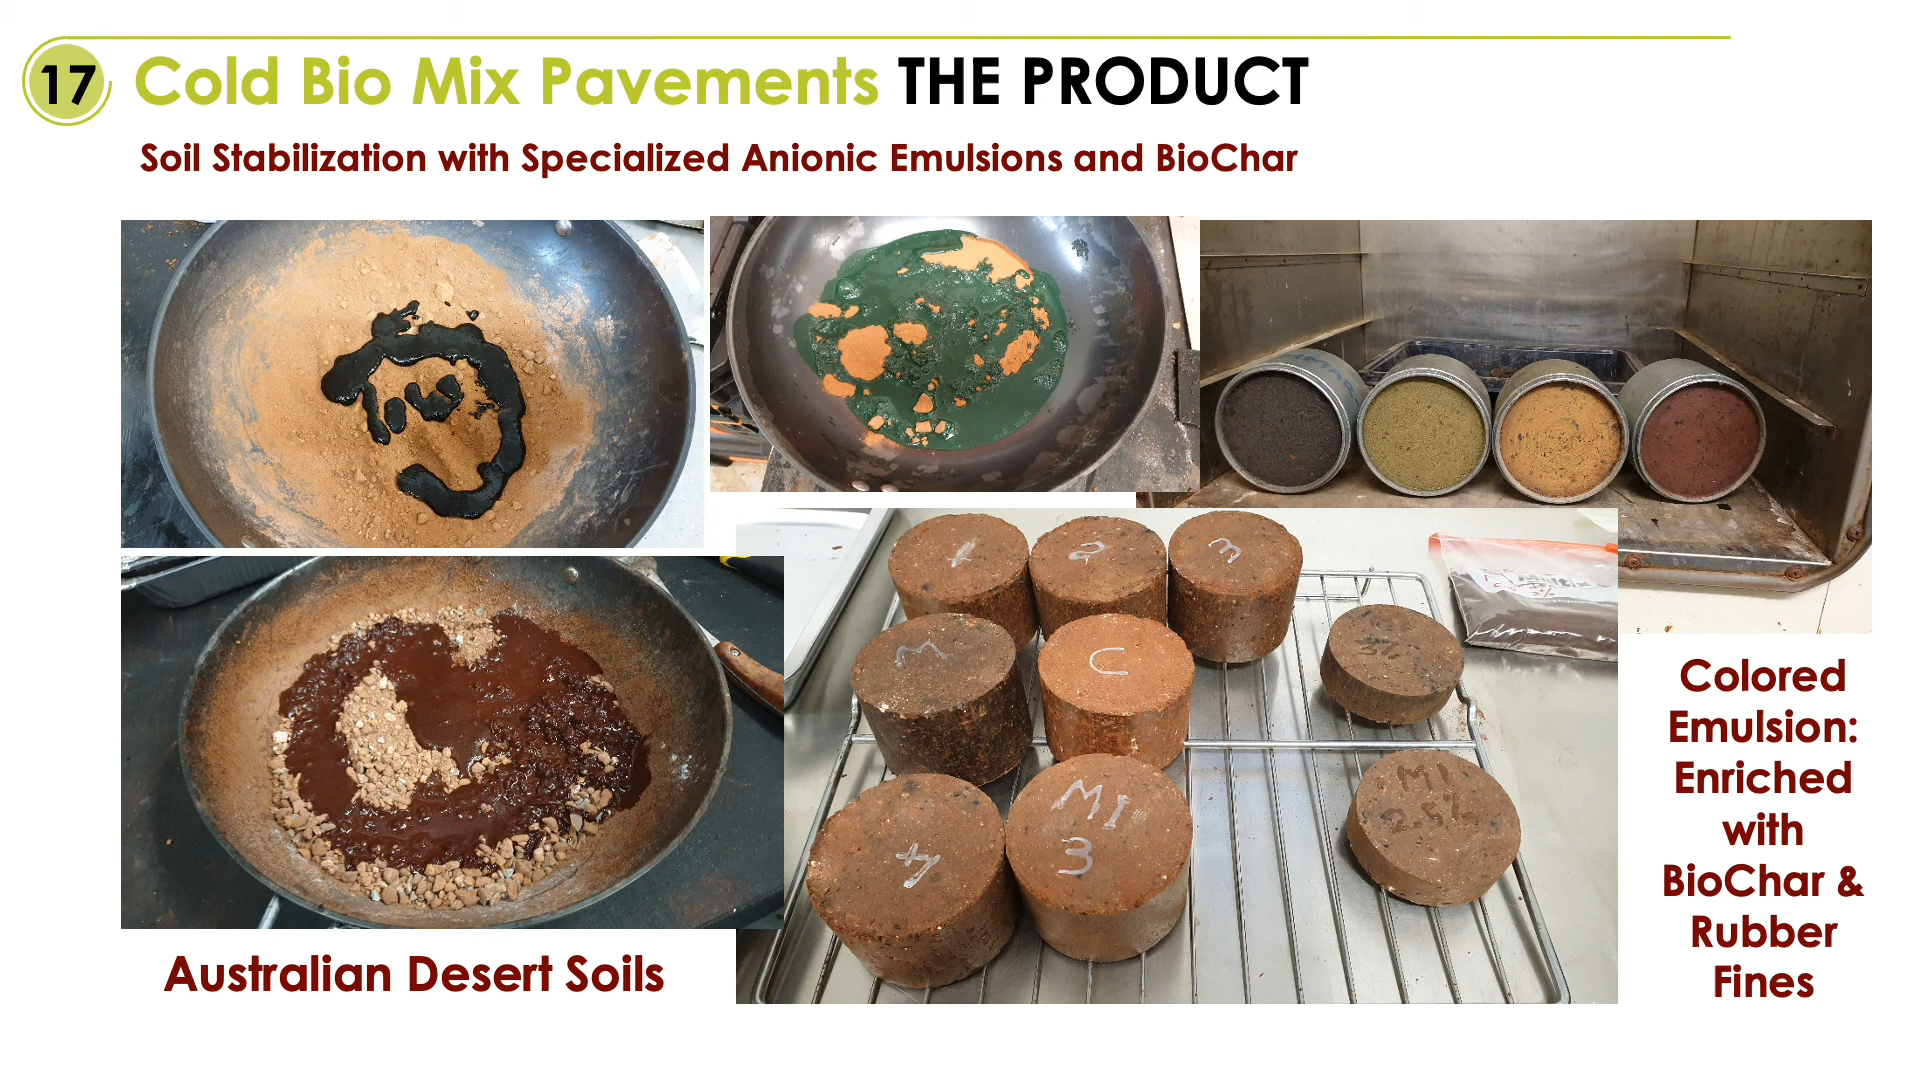 17
Cold Bio Mix Pavements THE PRODUCT
Soil Stabilization with Specialized Anionic Emulsions and BioChar
1
2
3
M
C
3%
4
M1
3
M1
2.5%
Australian Desert Soils
Colored
Emulsion:
Enriched
with
BioChar &
Rubber
Fines